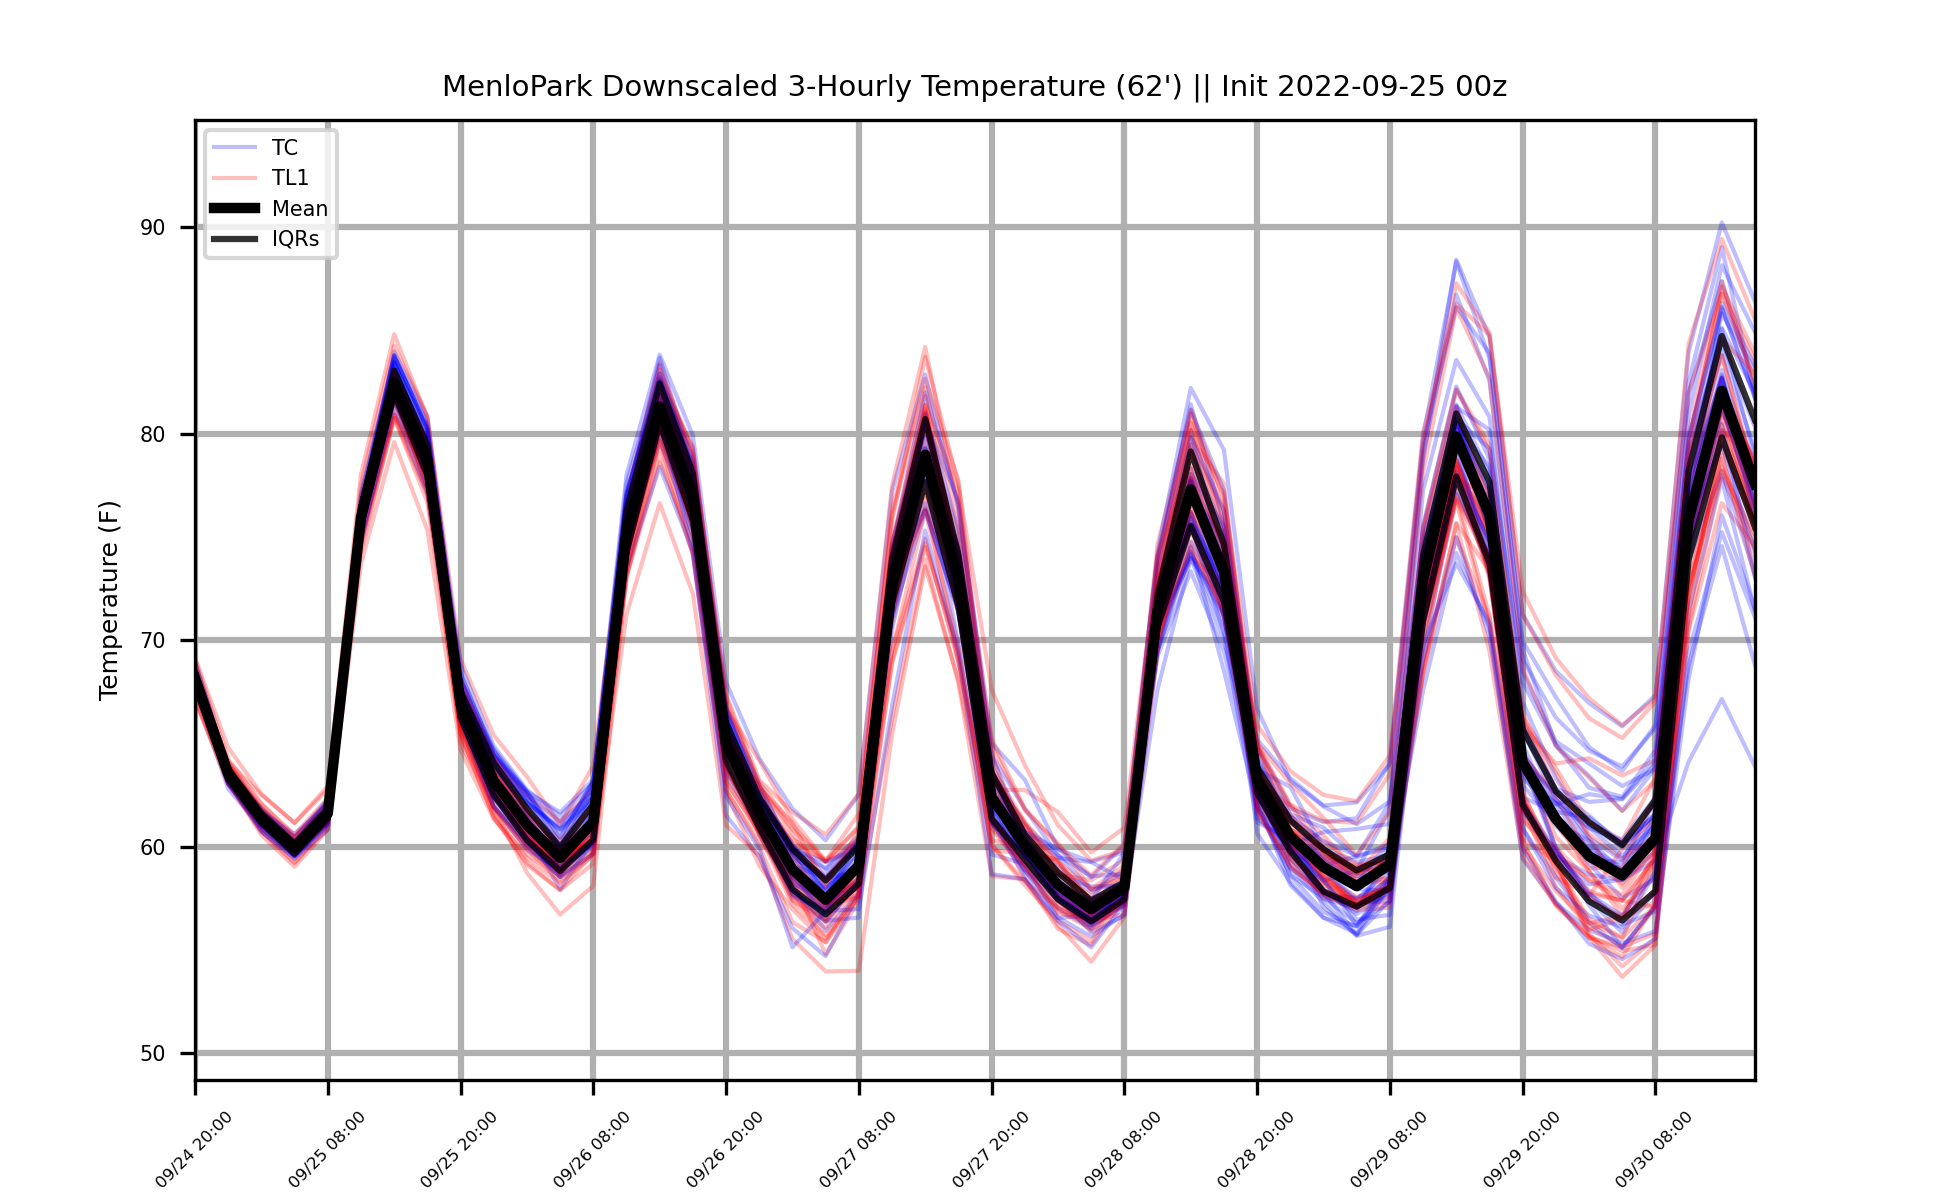 MenloPark Downscaled 3-Hourly Temperature (62') || Init 2022-09-25 00z
TC
TL1
Mean
IQRs
Temperature (F)
90
80
70
60
50
09/24 20:00
09/25 08:00
09/25 20:00
09/26 08:00
09/26 20:00
09/27 08:00
09/27 20:00
09/28 08:00
09/28 20:00
09/29 08:00
09/29 20:00
09/30 08:00